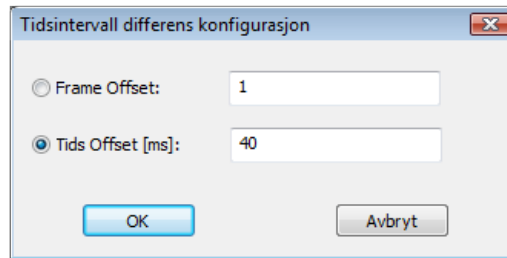 Tidsintervall differens konfigurasjon
Frame Offset: 1
Tids Offset [ms]: 40
OK Avbryt